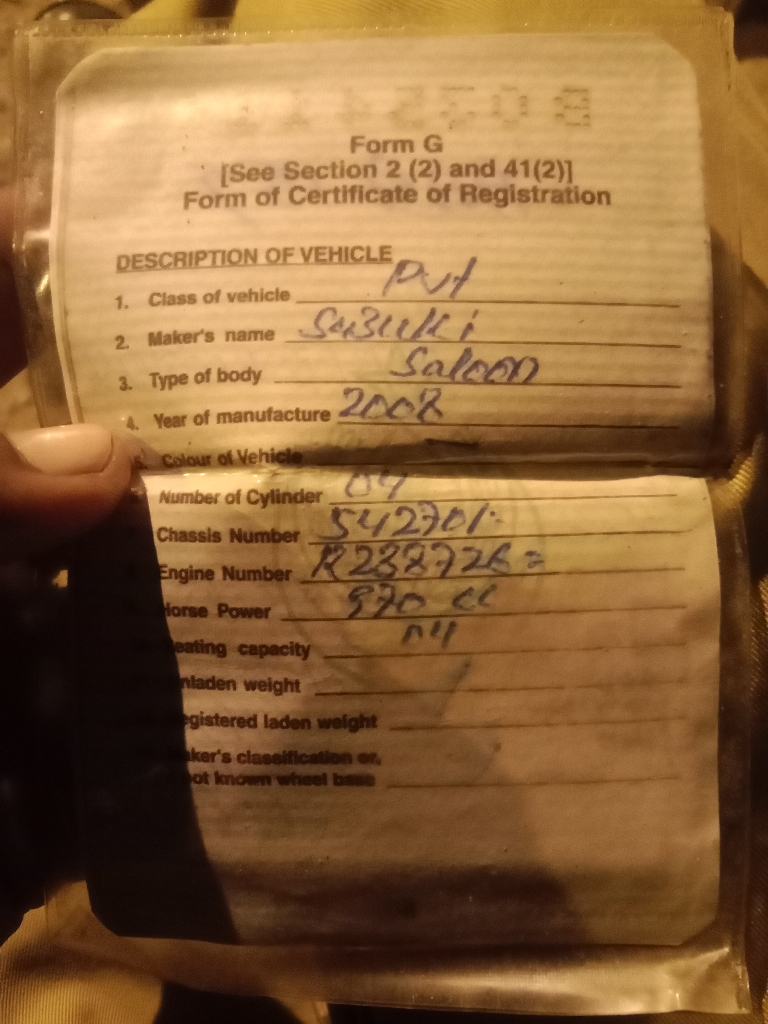 Form G
[See Section 2 (2) and 41(2)]
Form of Certificate of Registration
DESCRIPTION OF VEHICLE
1. Class of vehicle Pvt
2. Maker's name Suzuki
3. Type of body Saloon
4. Year of manufacture 2008
Colour of Vehicle
Number of Cylinder 04
Chassis Number 542701
Engine Number
Horse Power 970 cc
eating capacity 04
nladen weight
egistered laden weight
ker's classification or,
ot known wheel base